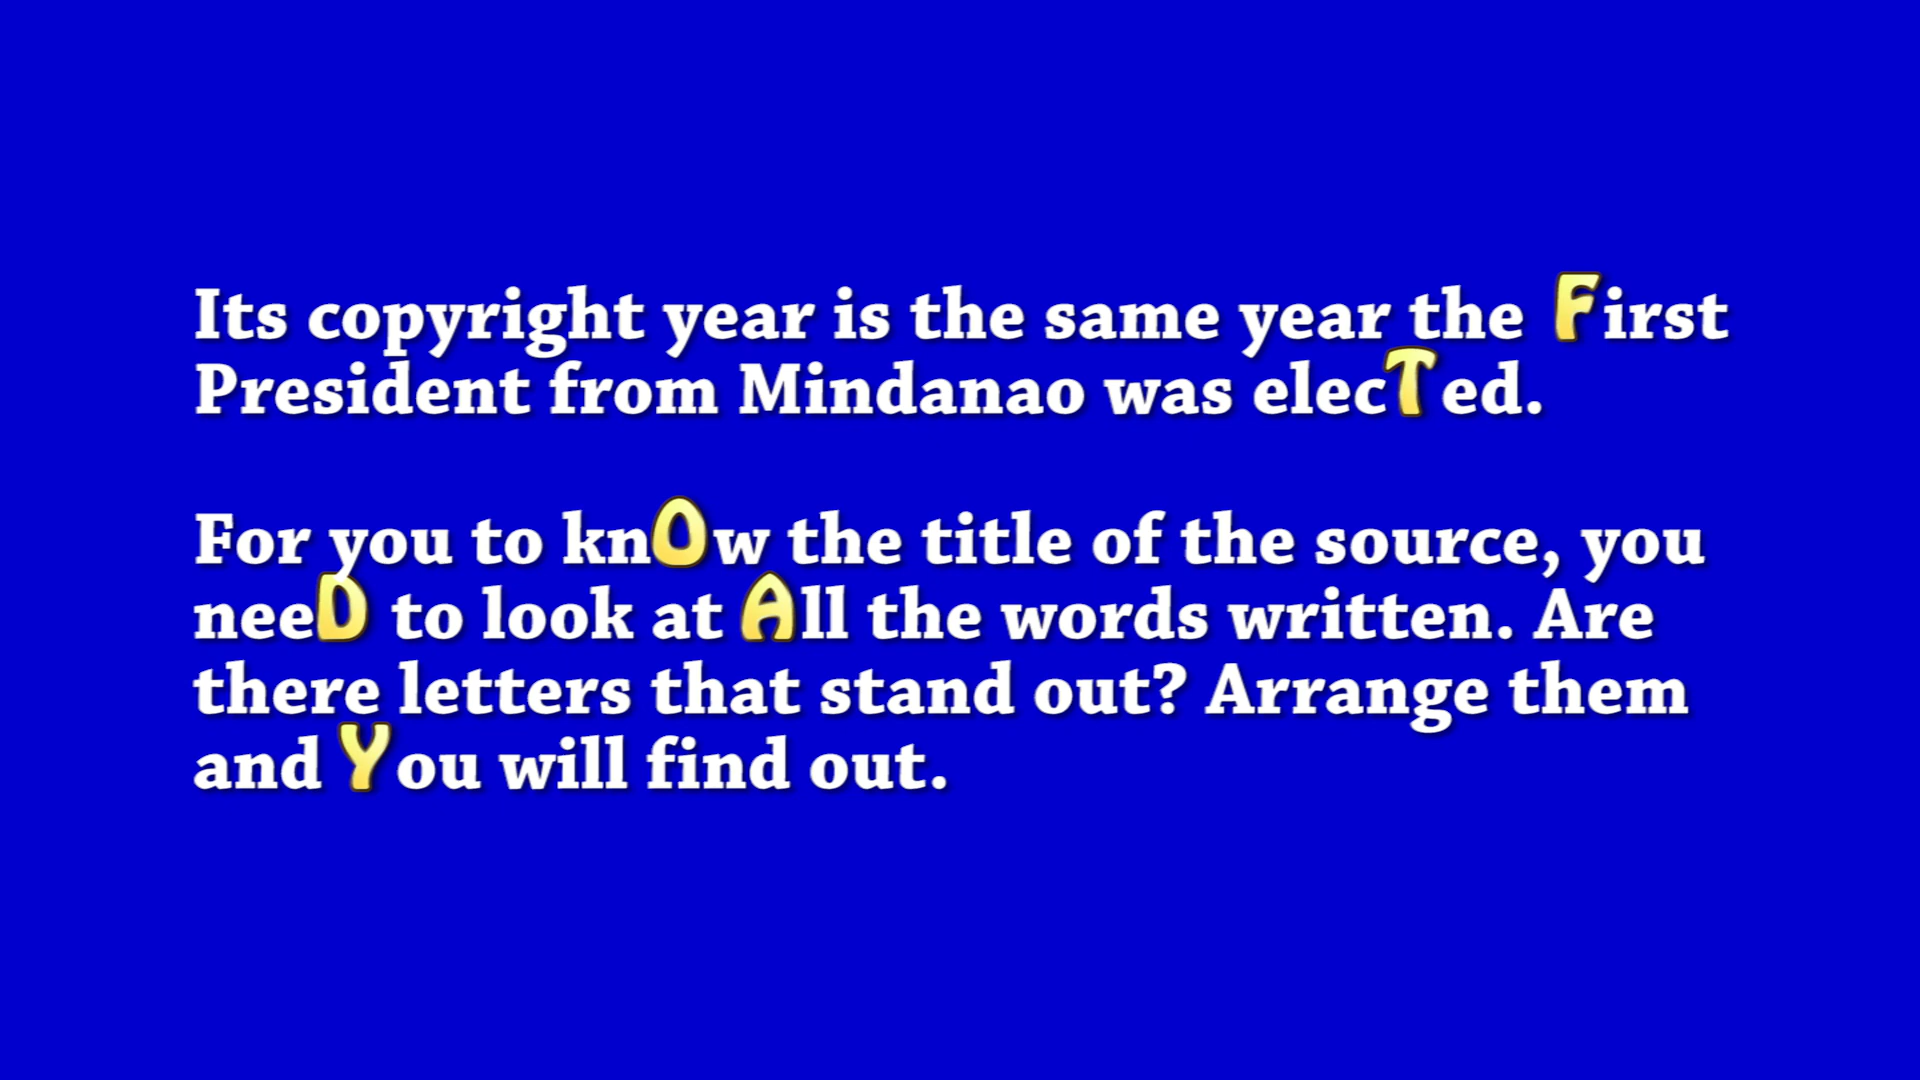 Its copyright year is the same year the First
President from Mindanao was elecTed.
For you to knOw the title of the source, you
neeD to look at All the words written. Are
there letters that stand out? Arrange them
and You will find out.